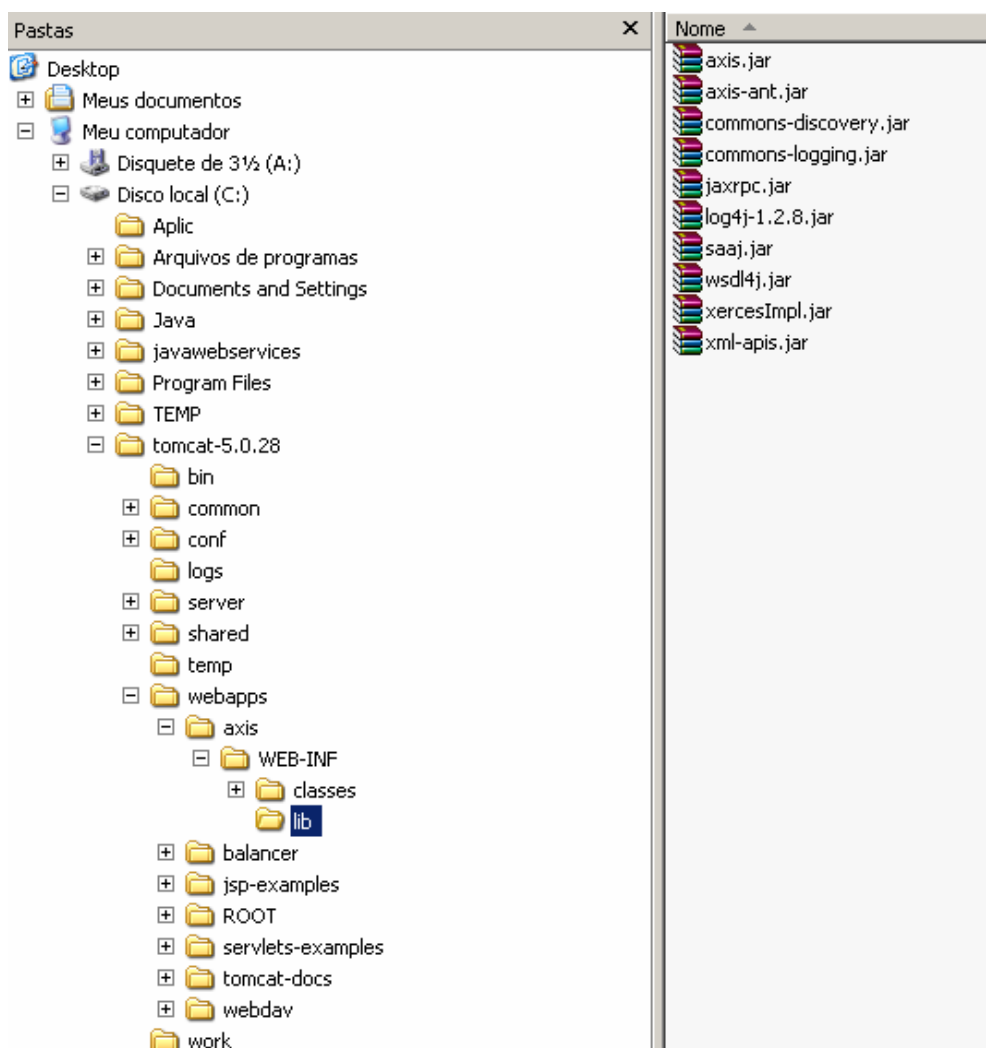 Pastas
Desktop
Meus documentos
Meu computador
Disquete de 3½ (A:)
Disco local (C:)
Aplic
Arquivos de programas
Documents and Settings
Java
javawebservices
Program Files
TEMP
tomcat-5.0.28
bin
common
conf
logs
server
shared
temp
webapps
axis
WEB-INF
classes
lib
balancer
jsp-examples
ROOT
servlets-examples
tomcat-docs
webdav
work
Nome
axis.jar
axis-ant.jar
commons-discovery.jar
commons-logging.jar
jaxrpc.jar
log4j-1.2.8.jar
saaj.jar
wsdl4j.jar
xercesImpl.jar
xml-apis.jar